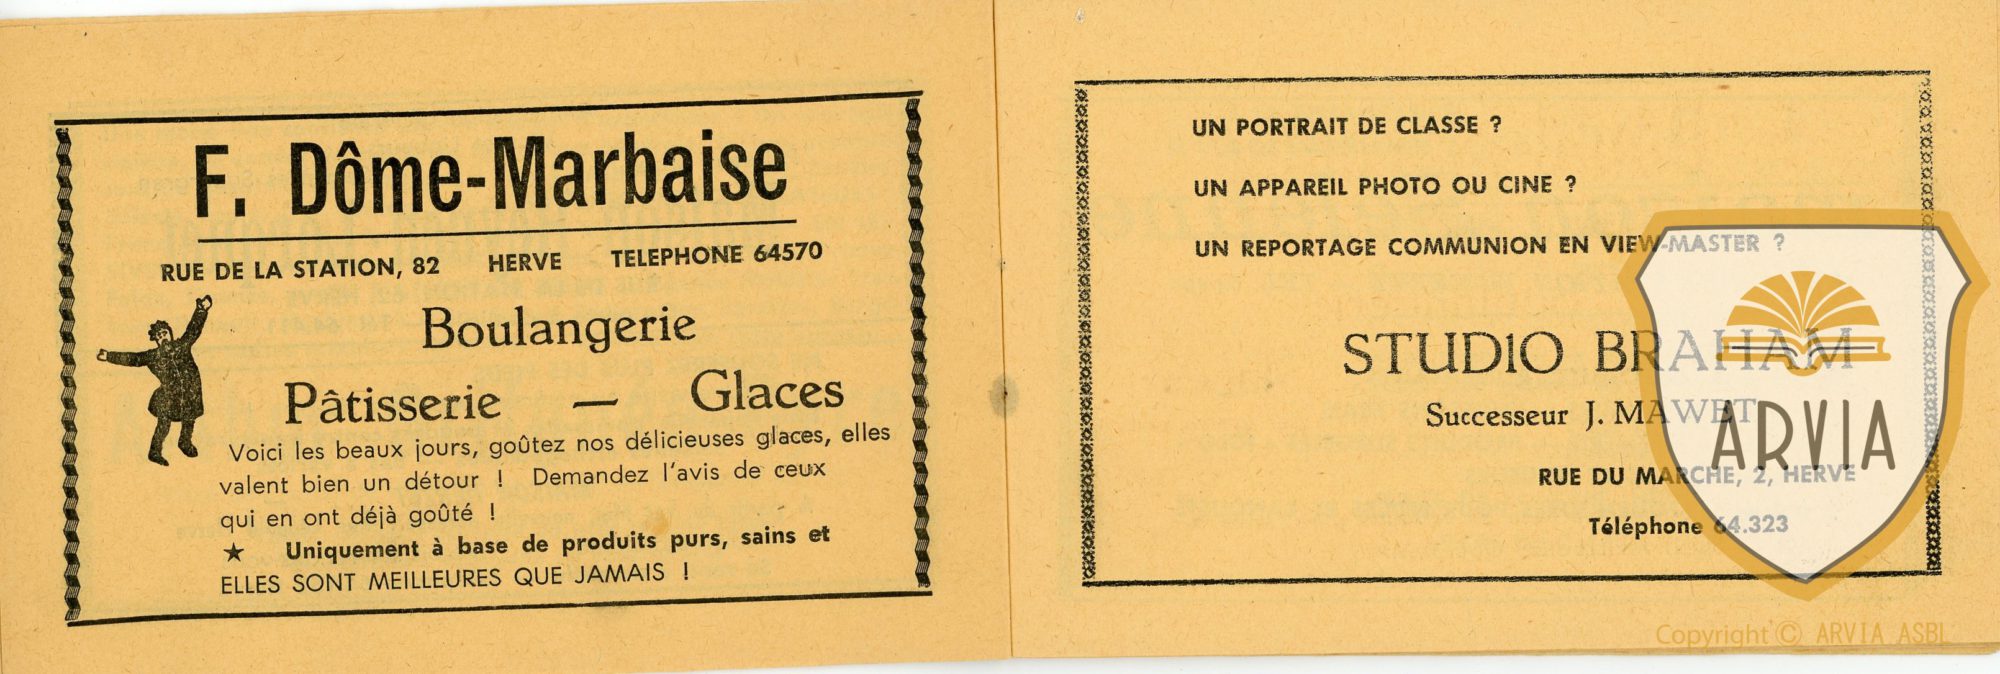 F. Dôme-Marbaise
RUE DE LA STATION, 82 HERVE TELEPHONE 64570
Boulangerie
Pâtisserie — Glaces
Voici les beaux jours, goûtez nos délicieuses glaces, elles
valent bien un détour ! Demandez l'avis de ceux
qui en ont déjà goûté !
★ Uniquement à base de produits purs, sains et
ELLES SONT MEILLEURES QUE JAMAIS !
UN PORTRAIT DE CLASSE ?
UN APPAREIL PHOTO OU CINE ?
UN REPORTAGE COMMUNION EN VIEW-MASTER ?
STUDIO BRAHAM
Successeur J. MAWET
RUE DU MARCHE, 2, HERVE
Téléphone 64.323
ARVIA
Copyright © ARVIA ASBL